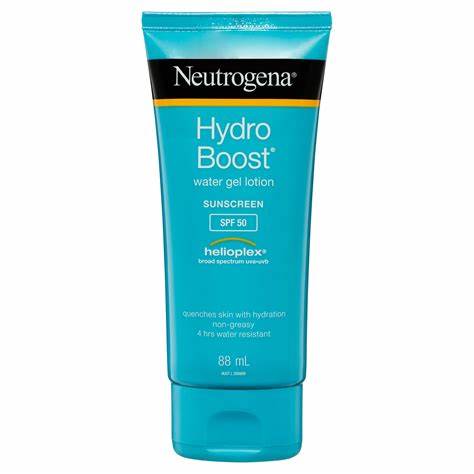 Neutrogena®
Hydro
Boost®
water gel lotion
SUNSCREEN
SPF 50
helioplex®
broad spectrum uva-uvb
quenches skin with hydration
non-greasy
4 hrs water resistant
88 mL